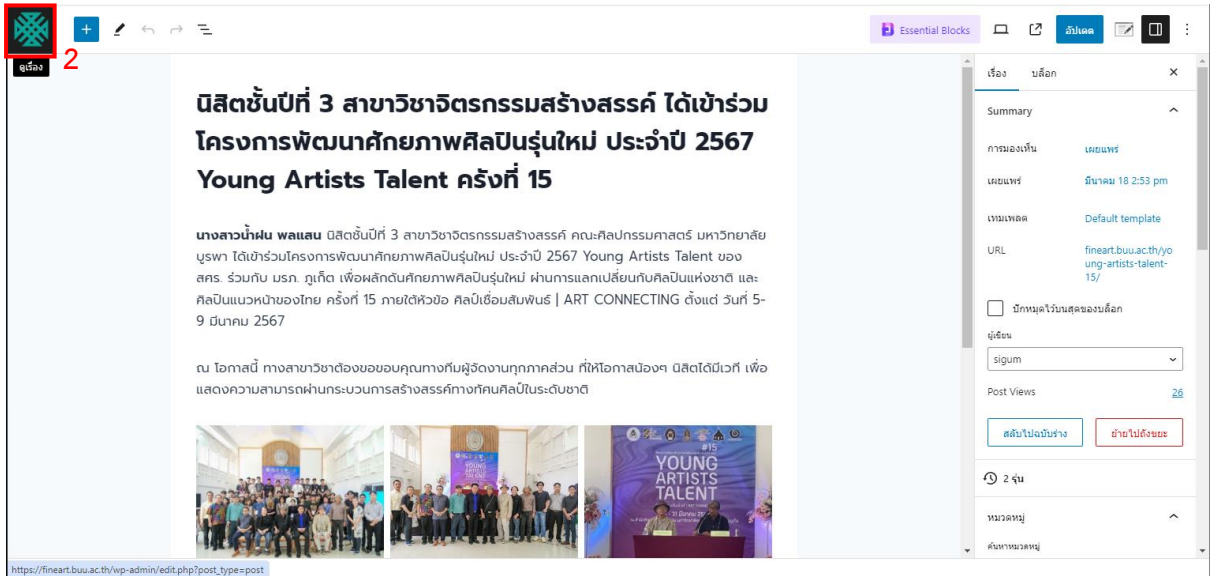 2
ดูเรื่อง
Essential Blocks
อัปเดต
นิสิตชั้นปีที่ 3 สาขาวิชาจิตรกรรมสร้างสรรค์ ได้เข้าร่วม
โครงการพัฒนาศักยภาพศิลปินรุ่นใหม่ ประจำปี 2567
Young Artists Talent ครั้งที่ 15
นางสาวน้ำฝน พลแสน นิสิตชั้นปีที่ 3 สาขาวิชาจิตรกรรมสร้างสรรค์ คณะศิลปกรรมศาสตร์ มหาวิทยาลัย
บูรพา ได้เข้าร่วมโครงการพัฒนาศักยภาพศิลปินรุ่นใหม่ ประจำปี 2567 Young Artists Talent ของ
สศร. ร่วมกับ มรภ. ภูเก็ต เพื่อผลักดันศักยภาพศิลปินรุ่นใหม่ ผ่านการแลกเปลี่ยนกับศิลปินแห่งชาติ และ
ศิลปินแนวหน้าของไทย ครั้งที่ 15 ภายใต้หัวข้อ ศิลป์เชื่อมสัมพันธ์ | ART CONNECTING ตั้งแต่ วันที่ 5-
9 มีนาคม 2567
ณ โอกาสนี้ ทางสาขาวิชาต้องขอขอบคุณทางทีมผู้จัดงานทุกภาคส่วน ที่ให้โอกาสน้องๆ นิสิตได้มีเวที เพื่อ
แสดงความสามารถผ่านกระบวนการสร้างสรรค์ทางทัศนศิลป์ในระดับชาติ
YOUNG
ARTISTS
TALENT
#15
YOUNG
ARTISTS
TALENT
เรื่อง บล็อก
Summary
การมองเห็น เผยแพร่
เผยแพร่ มีนาคม 18 2:53 pm
เทมเพลต Default template
URL fineart.buu.ac.th/yo
ung-artists-talent-
15/
ปักหมุดไว้บนสุดของบล็อก
ผู้เขียน
sigum
Post Views 26
สลับไปฉบับร่าง ย้ายไปถังขยะ
2 รุ่น
หมวดหมู่
ค้นหาหมวดหมู่
https://fineart.buu.ac.th/wp-admin/edit.php?post_type=post